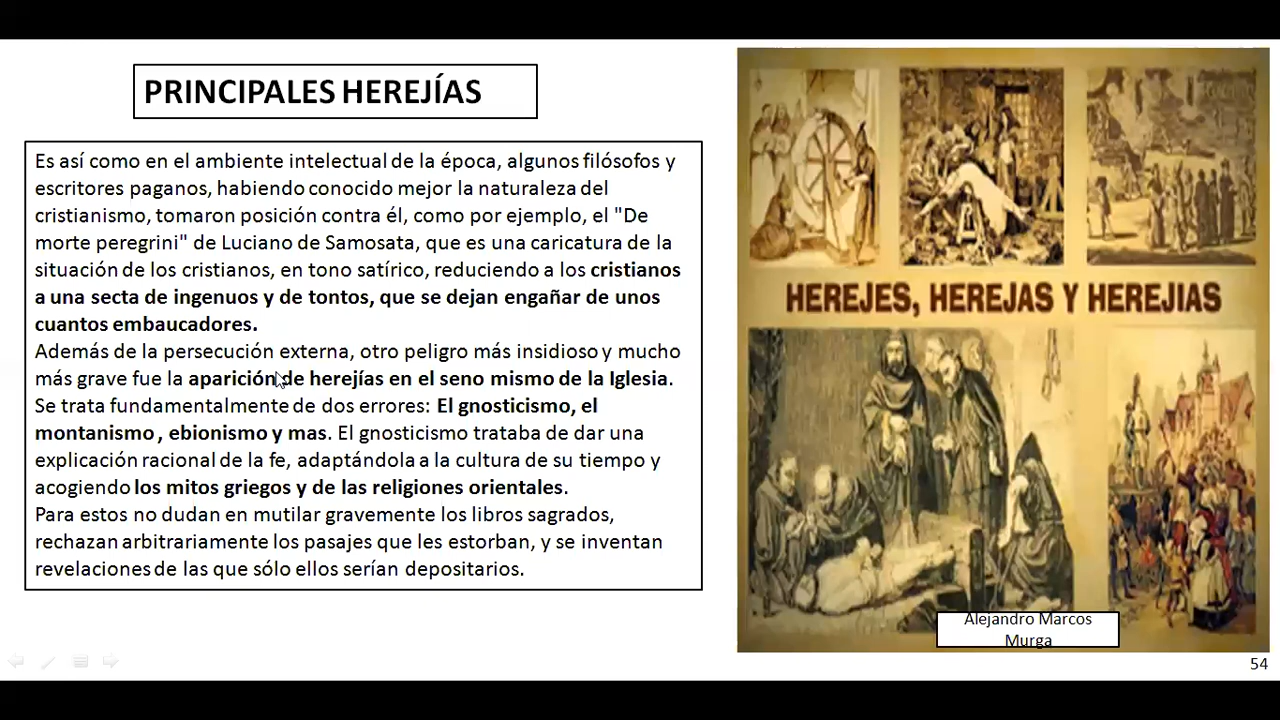 PRINCIPALES HEREJÍAS
Es así como en el ambiente intelectual de la época, algunos filósofos y
escritores paganos, habiendo conocido mejor la naturaleza del
cristianismo, tomaron posición contra él, como por ejemplo, el "De
morte peregrini" de Luciano de Samosata, que es una caricatura de la
situación de los cristianos, en tono satírico, reduciendo a los cristianos
a una secta de ingenuos y de tontos, que se dejan engañar de unos
cuantos embaucadores.
Además de la persecución externa, otro peligro más insidioso y mucho
más grave fue la aparición de herejías en el seno mismo de la Iglesia.
Se trata fundamentalmente de dos errores: El gnosticismo, el
montanismo , ebionismo y mas. El gnosticismo trataba de dar una
explicación racional de la fe, adaptándola a la cultura de su tiempo y
acogiendo los mitos griegos y de las religiones orientales.
Para estos no dudan en mutilar gravemente los libros sagrados,
rechazan arbitrariamente los pasajes que les estorban, y se inventan
revelaciones de las que sólo ellos serían depositarios.
HEREJES, HEREJAS Y HEREJIAS
Alejandro Marcos
Murga
54